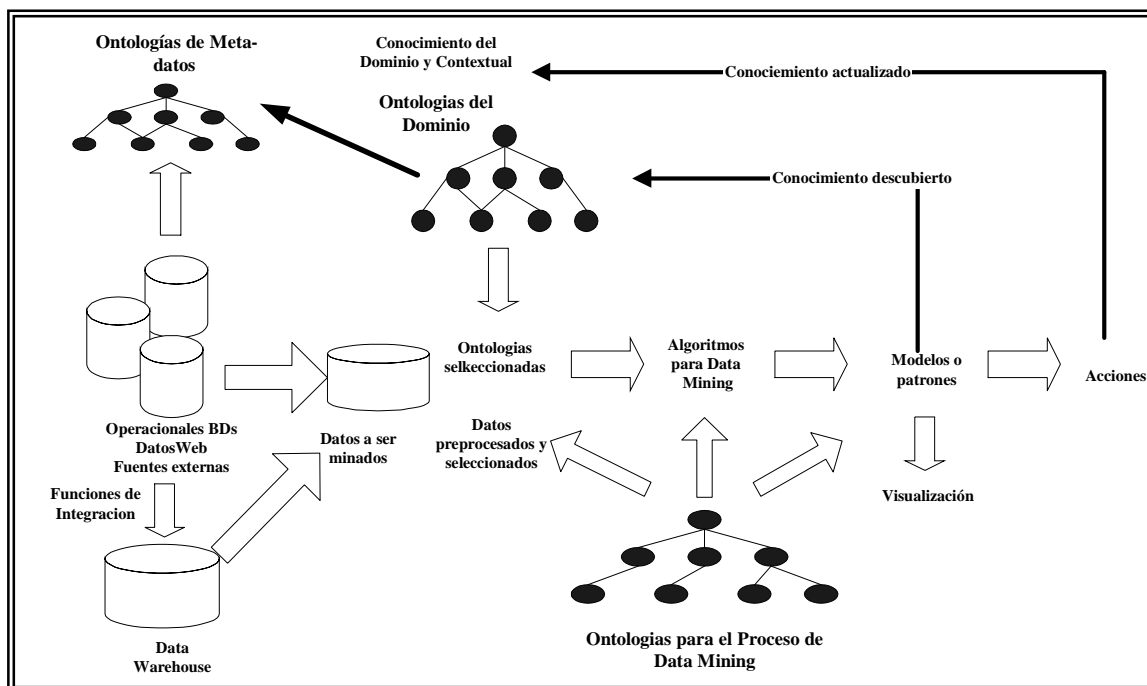 Ontologías de Meta-
datos
Conocimiento del
Dominio y Contextual
Conociemiento actualizado
Ontologias del
Dominio
Conocimiento descubierto
Ontologias
selkeccionadas
Algoritmos
para Data
Mining
Modelos o
patrones
Acciones
Operacionales BDs
DatosWeb
Fuentes externas
Datos a ser
minados
Datos
preprocesados y
seleccionados
Funciones de
Integracion
Visualización
Data
Warehouse
Ontologias para el Proceso de
Data Mining